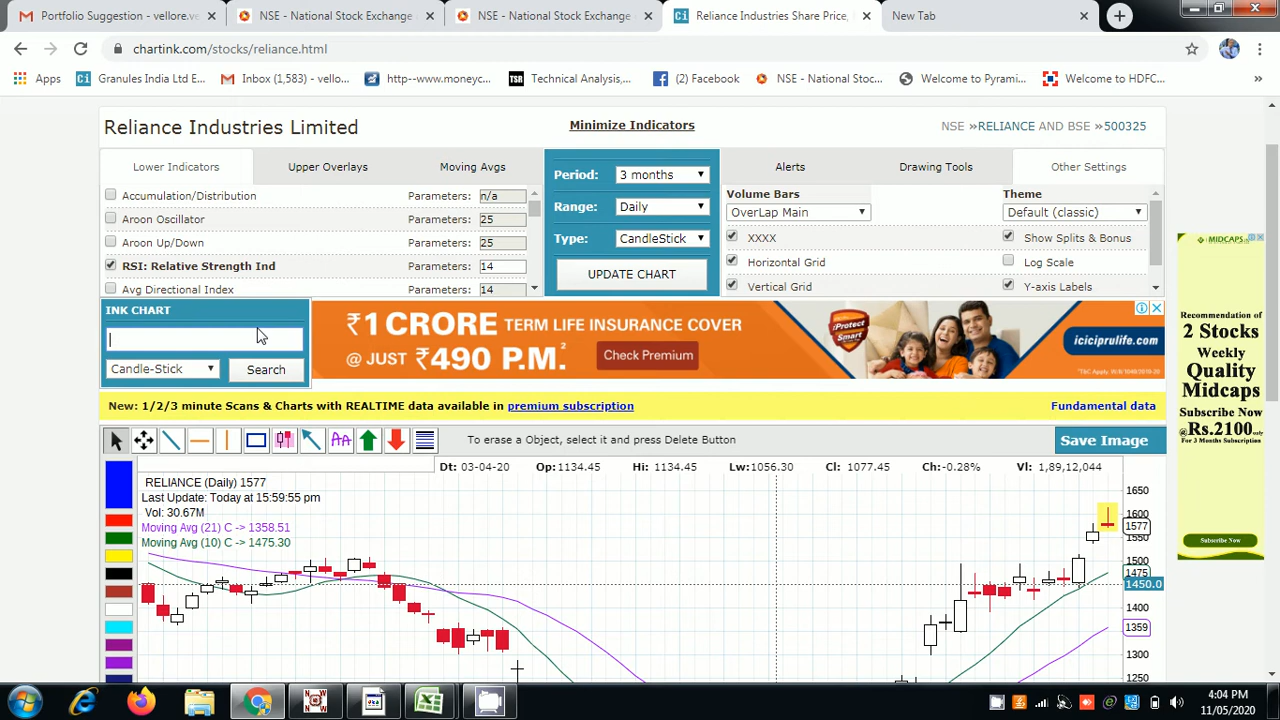 Portfolio Suggestion - vellore.ve
NSE - National Stock Exchang
NSE - National Stock Exchange
Reliance Industries Share Price,
New Tab
chartink.com/stocks/reliance.html
Apps
Granules India Ltd E...
Inbox (1,583) - vello...
http--www.moneyc...
Technical Analysis,...
(2) Facebook
NSE - National Stoc...
Welcome to Pyrami...
Welcome to HDFC...
Reliance Industries Limited
Minimize Indicators
NSE »RELIANCE AND BSE »500325
Lower Indicators
Upper Overlays
Moving Avgs
Accumulation/Distribution Parameters: n/a
Aroon Oscillator Parameters: 25
Aroon Up/Down Parameters: 25
RSI: Relative Strength Ind Parameters: 14
Avg Directional Index Parameters: 14
Period: 3 months
Range: Daily
Type: CandleStick
UPDATE CHART
Alerts
Drawing Tools
Other Settings
Volume Bars
OverLap Main
XXXX
Horizontal Grid
Vertical Grid
Theme
Default (classic)
Show Splits & Bonus
Log Scale
Y-axis Labels
INK CHART
Candle-Stick
Search
₹1 CRORE TERM LIFE INSURANCE COVER
@ JUST ₹490 P.M.²
Check Premium
iProtect
Smart
iciciprulife.com
MIDCAPS
Recommendation of
2 Stocks
Weekly
Quality
Midcaps
Subscribe Now
@Rs.2100 only
For 3 Months Subscription
Subscribe Now
New: 1/2/3 minute Scans & Charts with REALTIME data available in premium subscription
Fundamental data
To erase a Object, select it and press Delete Button
Save Image
Dt: 03-04-20 Op:1134.45 Hi: 1134.45 Lw:1056.30 Cl: 1077.45 Ch:-0.28% Vl: 1,89,12,044
RELIANCE (Daily) 1577
Last Update: Today at 15:59:55 pm
Vol: 30.67M
Moving Avg (21) C -> 1358.51
Moving Avg (10) C -> 1475.30
1650
1600
1577
1550
1500
1475
1450.0
1400
1359
1300
4:04 PM
11/05/2020